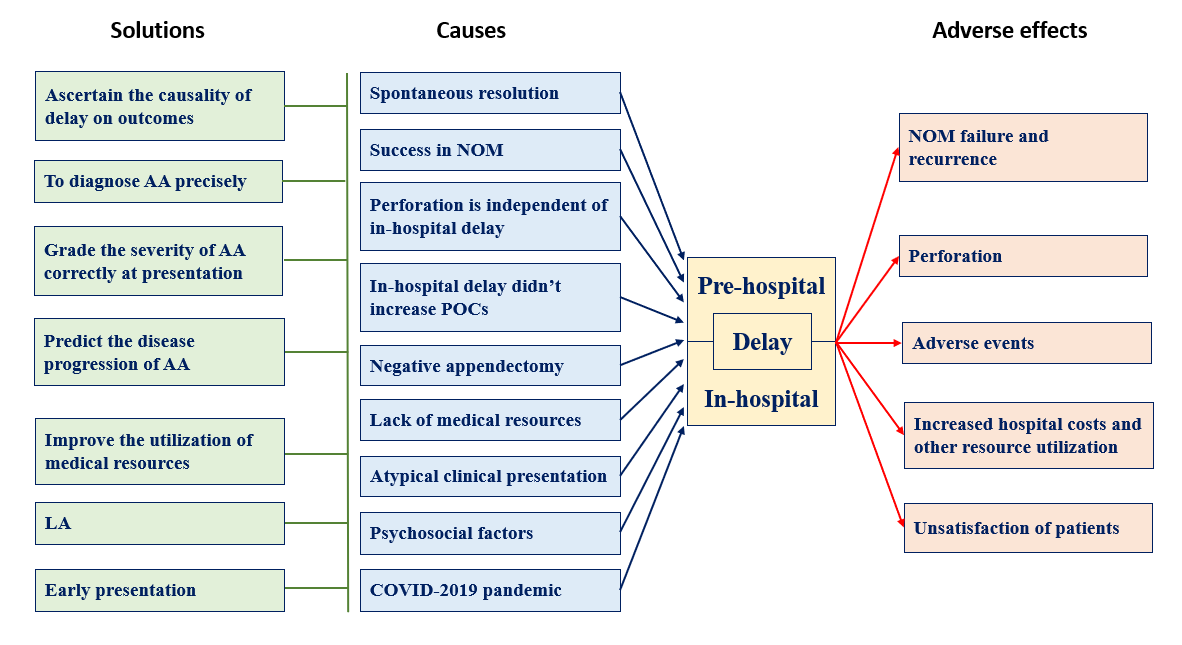 Solutions
Causes
Adverse effects
Ascertain the causality of
delay on outcomes
To diagnose AA precisely
Grade the severity of AA
correctly at presentation
Predict the disease
progression of AA
Improve the utilization of
medical resources
LA
Early presentation
Spontaneous resolution
Success in NOM
Perforation is independent of
in-hospital delay
In-hospital delay didn’t
increase POCs
Negative appendectomy
Lack of medical resources
Atypical clinical presentation
Psychosocial factors
COVID-2019 pandemic
Pre-hospital
Delay
In-hospital
NOM failure and
recurrence
Perforation
Adverse events
Increased hospital costs and
other resource utilization
Unsatisfaction of patients